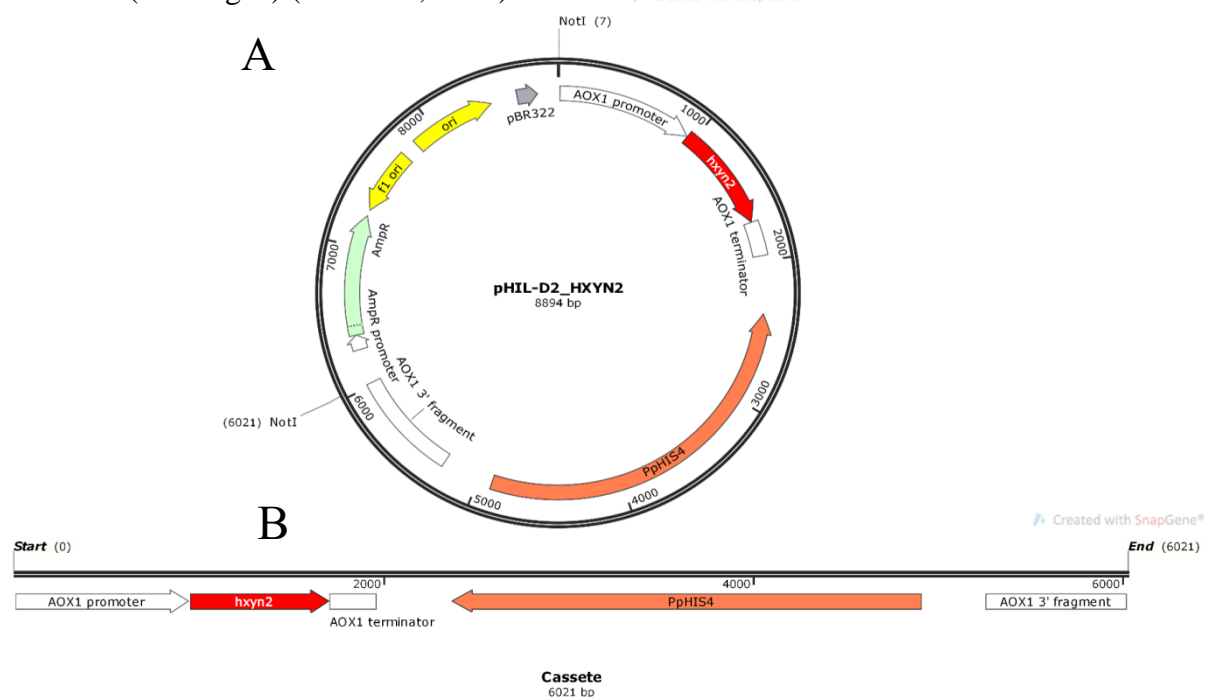 A
NotI (7)
AOX1 promoter
1000
hxyn2
AOX1 terminator
2000
pBR322
ori
8000
f1 ori
AmpR
7000
AmpR promoter
AOX1 3' fragment
6000
(6021) NotI
pHIL-D2_HXYN2
8894 bp
3000
PpHIS4
4000
5000
B
Created with SnapGene®
Start (0)
End (6021)
2000
4000
6000
AOX1 promoter
hxyn2
AOX1 terminator
PpHIS4
AOX1 3' fragment
Cassete
6021 bp